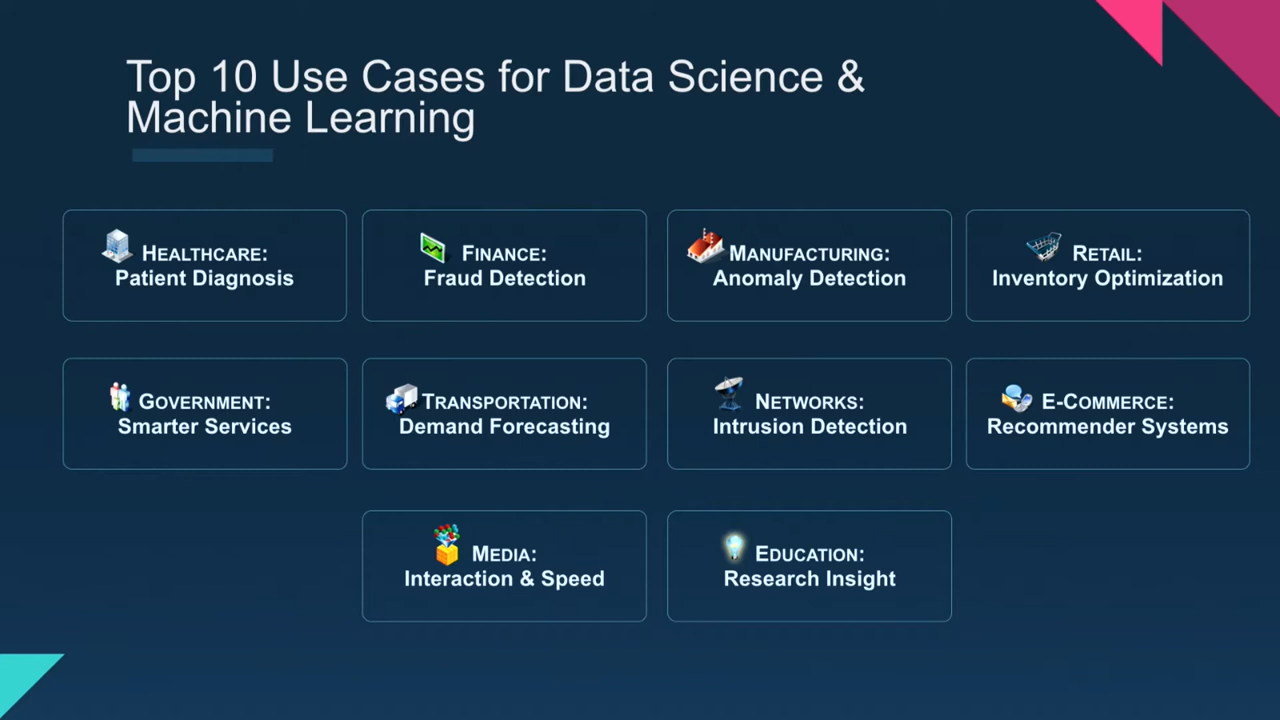 Top 10 Use Cases for Data Science &
Machine Learning
HEALTHCARE:
Patient Diagnosis
FINANCE:
Fraud Detection
MANUFACTURING:
Anomaly Detection
RETAIL:
Inventory Optimization
GOVERNMENT:
Smarter Services
TRANSPORTATION:
Demand Forecasting
NETWORKS:
Intrusion Detection
E-COMMERCE:
Recommender Systems
MEDIA:
Interaction & Speed
EDUCATION:
Research Insight